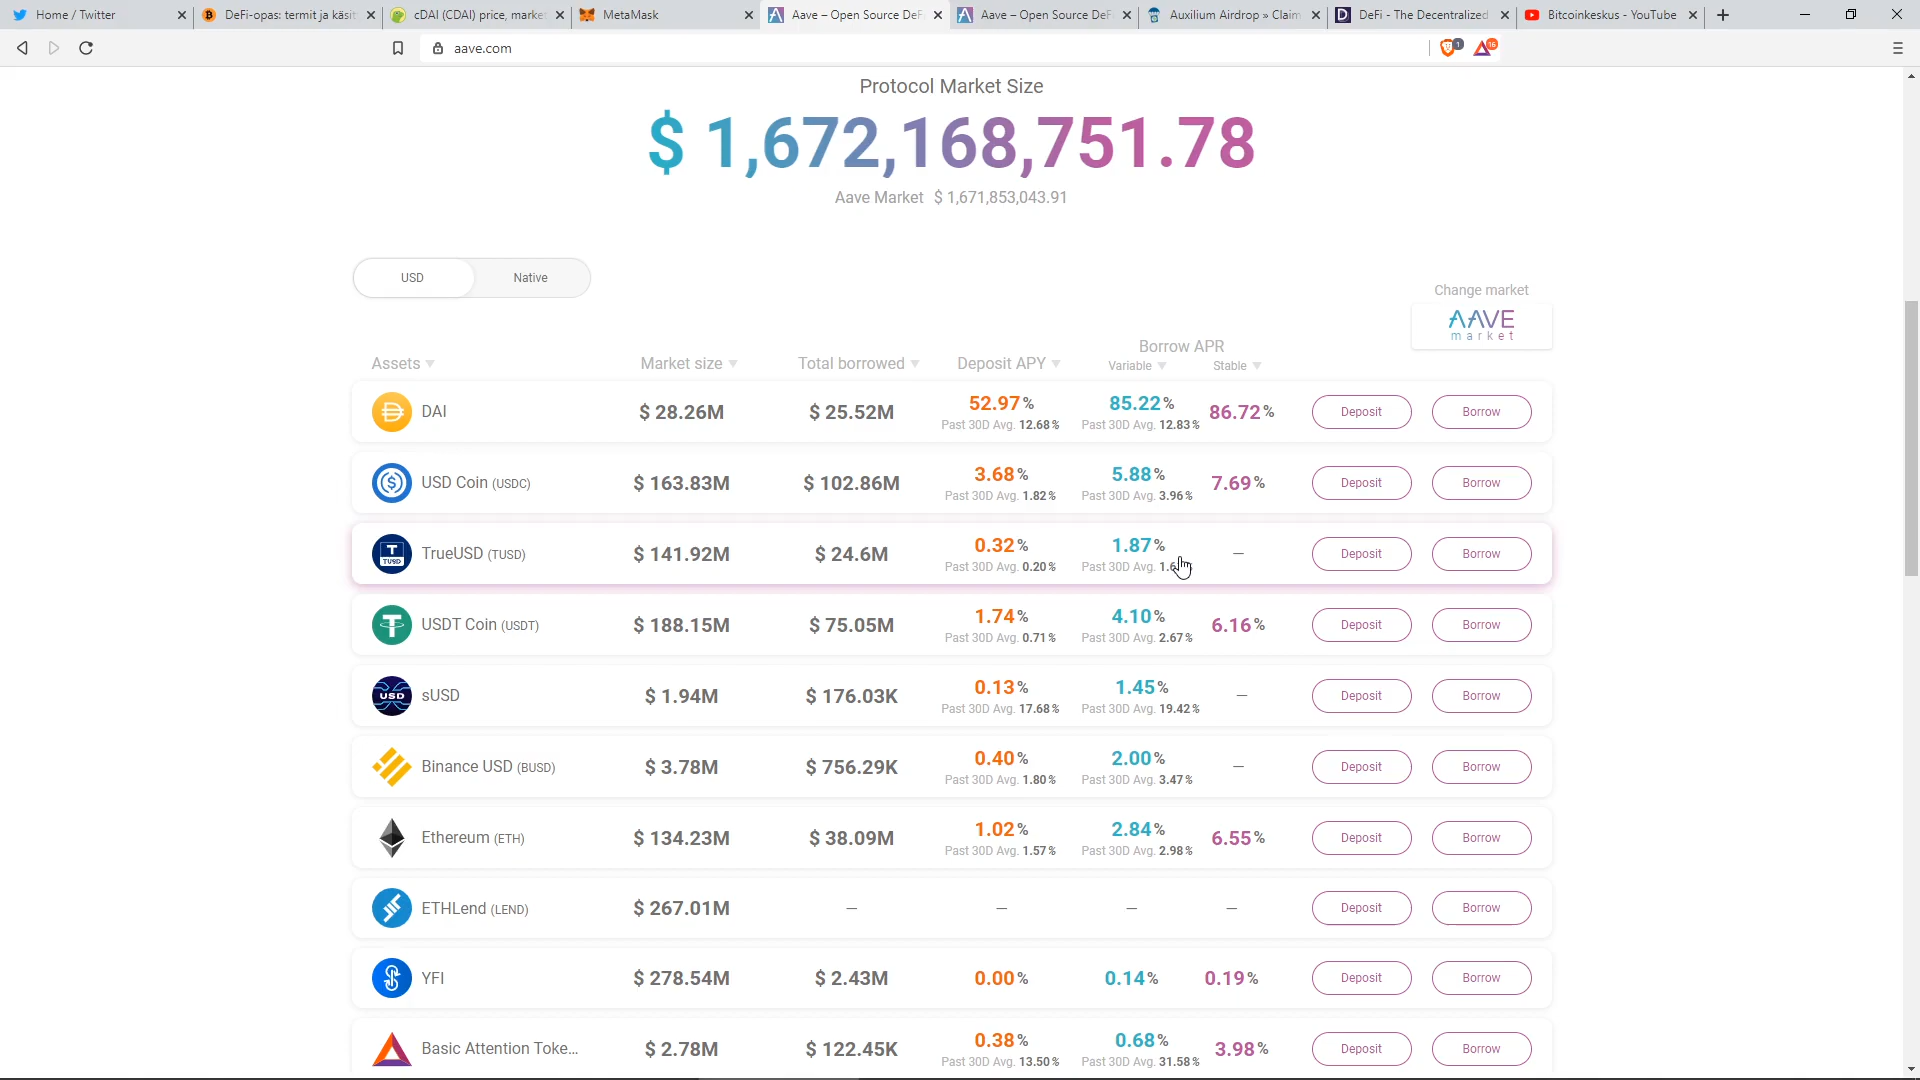 Home / Twitter
DeFi-opas: termit ja käsit
cDAI (CDAI) price, market
MetaMask
Aave – Open Source DeF
Aave – Open Source DeF
Auxilium Airdrop » Claim
DeFi - The Decentralized
Bitcoinkeskus - YouTube
aave.com
1
16
Protocol Market Size
$ 1,672,168,751.78
Aave Market $ 1,671,853,043.91
USD Native
Change market
AAVE
market
Borrow APR
Assets Market size Total borrowed Deposit APY Variable Stable
DAI $ 28.26M $ 25.52M 52.97% 85.22% 86.72% Deposit Borrow
Past 30D Avg. 12.68% Past 30D Avg. 12.83%
USD Coin (USDC) $ 163.83M $ 102.86M 3.68% 5.88% 7.69% Deposit Borrow
Past 30D Avg. 1.82% Past 30D Avg. 3.96%
T
TUSD
TrueUSD (TUSD) $ 141.92M $ 24.6M 0.32% 1.87% — Deposit Borrow
Past 30D Avg. 0.20% Past 30D Avg.
USDT Coin (USDT) $ 188.15M $ 75.05M 1.74% 4.10% 6.16% Deposit Borrow
Past 30D Avg. 0.71% Past 30D Avg. 2.67%
USD
sUSD $ 1.94M $ 176.03K 0.13% 1.45% — Deposit Borrow
Past 30D Avg. 17.68% Past 30D Avg. 19.42%
Binance USD (BUSD) $ 3.78M $ 756.29K 0.40% 2.00% — Deposit Borrow
Past 30D Avg. 1.80% Past 30D Avg. 3.47%
Ethereum (ETH) $ 134.23M $ 38.09M 1.02% 2.84% 6.55% Deposit Borrow
Past 30D Avg. 1.57% Past 30D Avg. 2.98%
ETHLend (LEND) $ 267.01M — — — — Deposit Borrow
YFI $ 278.54M $ 2.43M 0.00% 0.14% 0.19% Deposit Borrow
Basic Attention Toke... $ 2.78M $ 122.45K 0.38% 0.68% 3.98% Deposit Borrow
Past 30D Avg. 13.50% Past 30D Avg. 31.58%